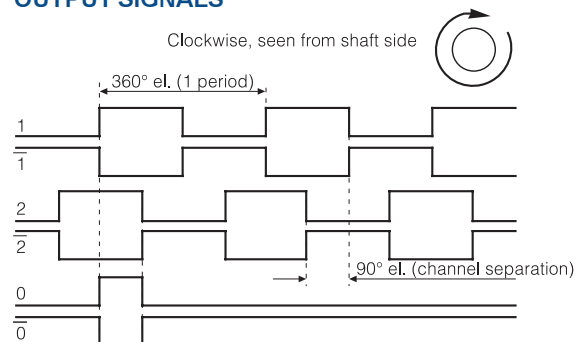 OUTPUT SIGNALS
Clockwise, seen from shaft side
360° el. (1 period)
1
1̅
2
2̅
90° el. (channel separation)
0
0̅